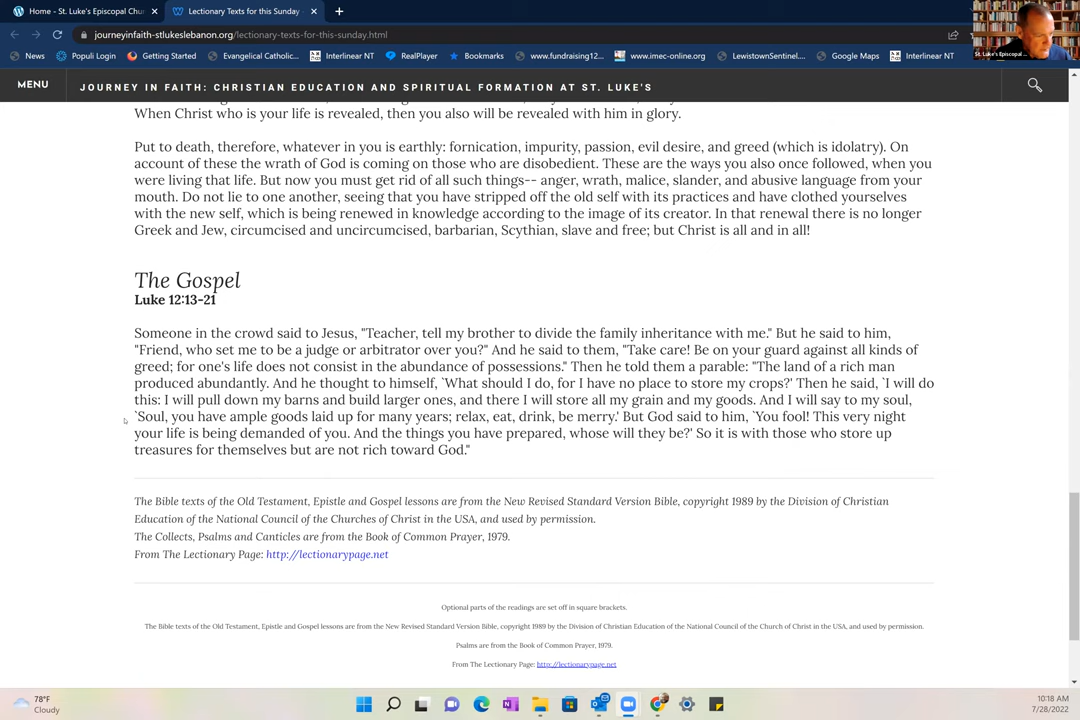 Home - St. Luke's Episcopal Chur
Lectionary Texts for this Sunday
journeyinfaith-stlukeslebanon.org/lectionary-texts-for-this-sunday.html
News Populi Login Getting Started Evangelical Catholic... Interlinear NT RealPlayer Bookmarks www.fundraising12... www.imec-online.org LewistownSentinel,... Google Maps Interlinear NT
St. Luke's Episcopal ...
MENU JOURNEY IN FAITH: CHRISTIAN EDUCATION AND SPIRITUAL FORMATION AT ST. LUKE'S
When Christ who is your life is revealed, then you also will be revealed with him in glory.
Put to death, therefore, whatever in you is earthly: fornication, impurity, passion, evil desire, and greed (which is idolatry). On
account of these the wrath of God is coming on those who are disobedient. These are the ways you also once followed, when you
were living that life. But now you must get rid of all such things-- anger, wrath, malice, slander, and abusive language from your
mouth. Do not lie to one another, seeing that you have stripped off the old self with its practices and have clothed yourselves
with the new self, which is being renewed in knowledge according to the image of its creator. In that renewal there is no longer
Greek and Jew, circumcised and uncircumcised, barbarian, Scythian, slave and free; but Christ is all and in all!
The Gospel
Luke 12:13-21
Someone in the crowd said to Jesus, "Teacher, tell my brother to divide the family inheritance with me." But he said to him,
"Friend, who set me to be a judge or arbitrator over you?" And he said to them, "Take care! Be on your guard against all kinds of
greed; for one's life does not consist in the abundance of possessions." Then he told them a parable: "The land of a rich man
produced abundantly. And he thought to himself, `What should I do, for I have no place to store my crops?' Then he said, `I will do
this: I will pull down my barns and build larger ones, and there I will store all my grain and my goods. And I will say to my soul,
`Soul, you have ample goods laid up for many years; relax, eat, drink, be merry.' But God said to him, `You fool! This very night
your life is being demanded of you. And the things you have prepared, whose will they be?' So it is with those who store up
treasures for themselves but are not rich toward God."
The Bible texts of the Old Testament, Epistle and Gospel lessons are from the New Revised Standard Version Bible, copyright 1989 by the Division of Christian
Education of the National Council of the Churches of Christ in the USA, and used by permission.
The Collects, Psalms and Canticles are from the Book of Common Prayer, 1979.
From The Lectionary Page: http://lectionarypage.net
Optional parts of the readings are set off in square brackets.
The Bible texts of the Old Testament, Epistle and Gospel lessons are from the New Revised Standard Version Bible, copyright 1989 by the Division of Christian Education of the National Council of the Church of Christ in the USA, and used by permission.
Psalms are from the Book of Common Prayer, 1979.
From The Lectionary Page: http://lectionarypage.net
78°F
Cloudy
10:18 AM
7/28/2022